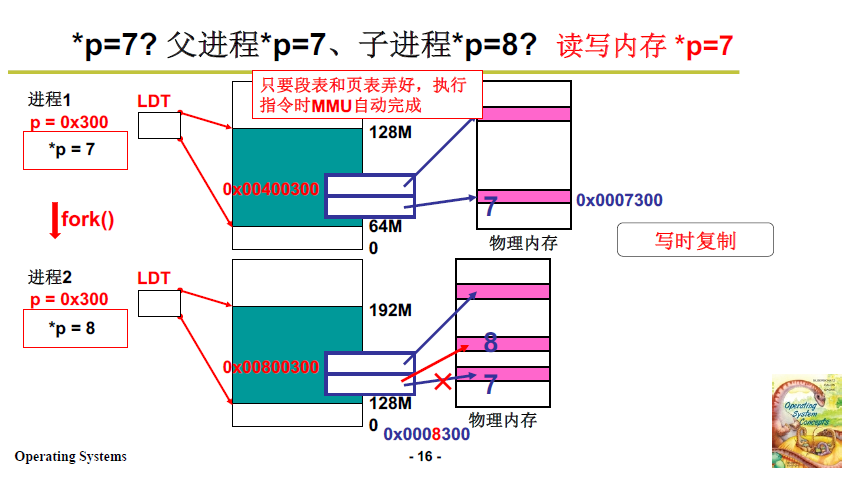 *p=7? 父进程*p=7、子进程*p=8? 读写内存 *p=7
只要段表和页表弄好，执行
指令时MMU自动完成
进程1
p = 0x300
*p = 7
LDT
128M
0x00400300
64M
0
7
0x0007300
物理内存
fork()
写时复制
进程2
p = 0x300
*p = 8
LDT
192M
0x00800300
128M
0
8
7
物理内存
0x0008300
Operating Systems
- 16 -
Operating
System
Concepts